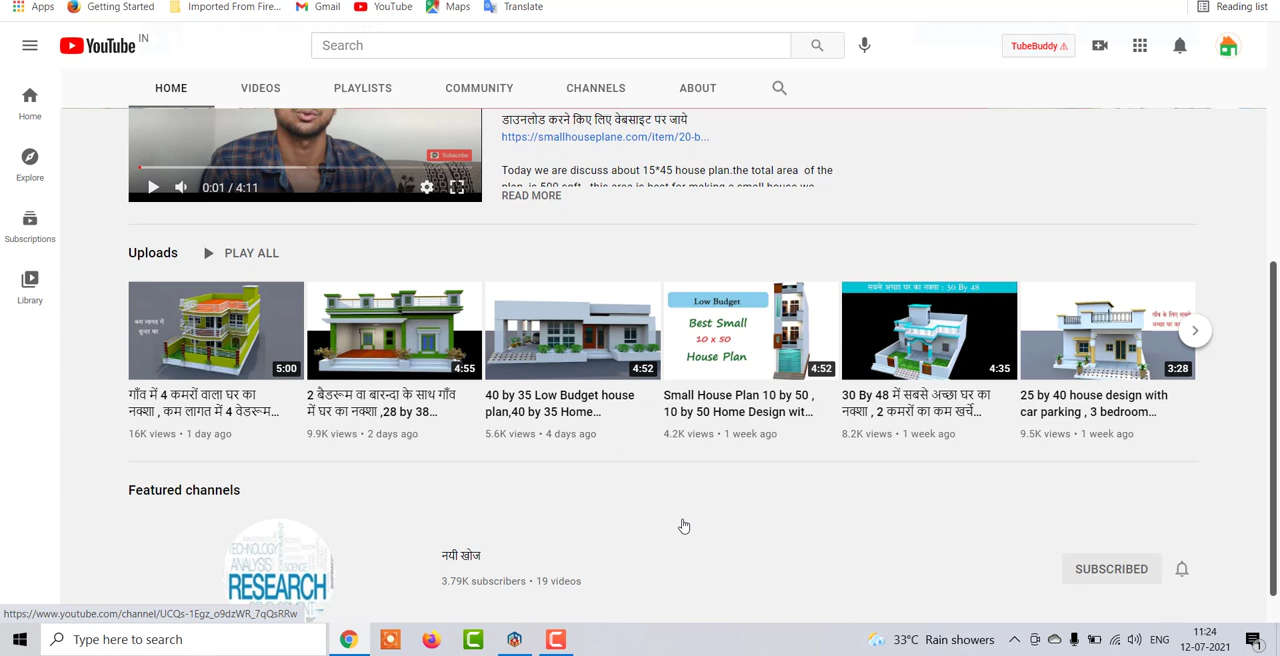 Apps Getting Started Imported From Fire... Gmail YouTube Maps Translate Reading list
YouTube IN Search TubeBuddy
HOME VIDEOS PLAYLISTS COMMUNITY CHANNELS ABOUT
Home
Explore
Subscriptions
Library
Subscribe
0:01 / 4:11
डाउनलोड करने किए लिए वेबसाइट पर जाये
https://smallhouseplane.com/item/20-b...
Today we are discuss about 15*45 house plan.the total area of the
READ MORE
Uploads PLAY ALL
5:00
गाँव में 4 कमरों वाला घर का
नक्शा , कम लागत में 4 वेडरूम...
16K views • 1 day ago
4:55
2 बैडरूम वा बारन्दा के साथ गाँव
में घर का नक्शा ,28 by 38...
9.9K views • 2 days ago
4:52
40 by 35 Low Budget house
plan,40 by 35 Home...
5.6K views • 4 days ago
Low Budget
Best Small
10 x 50
House Plan
4:52
Small House Plan 10 by 50 ,
10 by 50 Home Design wit...
4.2K views • 1 week ago
सबसे अच्छा घर का नक्शा : 30 By 48
4:35
30 By 48 में सबसे अच्छा घर का
नक्शा , 2 कमरों का कम खर्चे...
8.2K views • 1 week ago
3:28
25 by 40 house design with
car parking , 3 bedroom...
9.5K views • 1 week ago
Featured channels
TECHNOLOGY
ANALYSIS
RESEARCH
नयी खोज
3.79K subscribers • 19 videos
SUBSCRIBED
https://www.youtube.com/channel/UCQs-1Egz_o9dzWR_7qQsRRw
Type here to search 33°C Rain showers ENG
11:24
12-07-2021
1